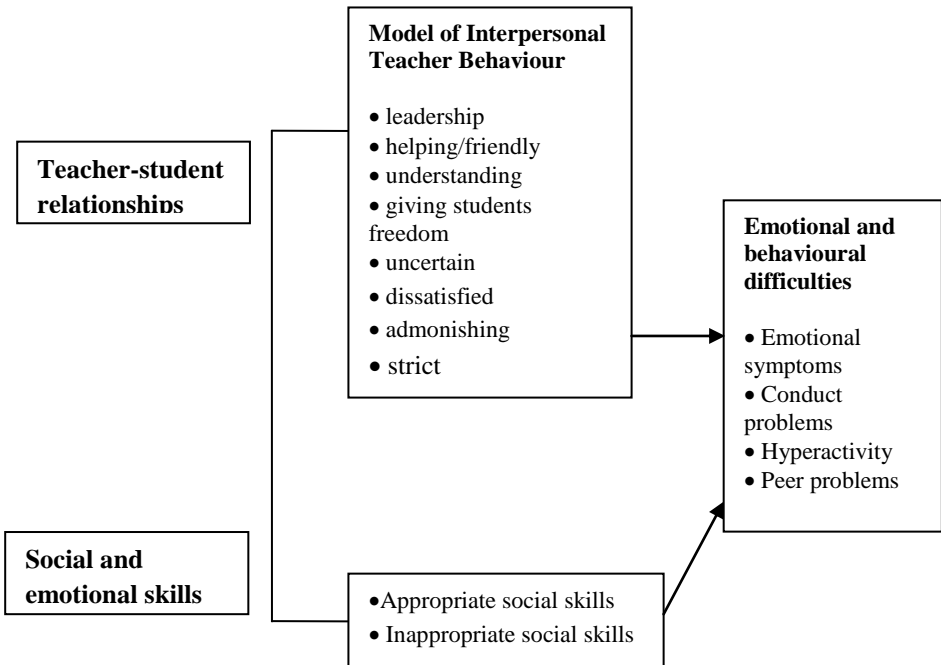 Model of Interpersonal
Teacher Behaviour
• leadership
• helping/friendly
• understanding
• giving students
freedom
• uncertain
• dissatisfied
• admonishing
• strict
Teacher-student
relationships
Emotional and
behavioural
difficulties
• Emotional
symptoms
• Conduct
problems
• Hyperactivity
• Peer problems
Social and
emotional skills
•Appropriate social skills
• Inappropriate social skills